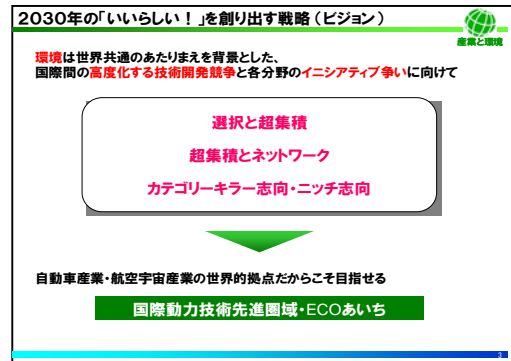 2030年の「いいらしい！」を創り出す戦略（ビジョン）
産業と環境
環境は世界共通のあたりまえを背景とした、
国際間の高度化する技術開発競争と各分野のイニシアティブ争いに向けて
選択と超集積
超集積とネットワーク
カテゴリーキラー志向・ニッチ志向
自動車産業・航空宇宙産業の世界的拠点だからこそ目指せる
国際動力技術先進圏域・ECOあいち
3